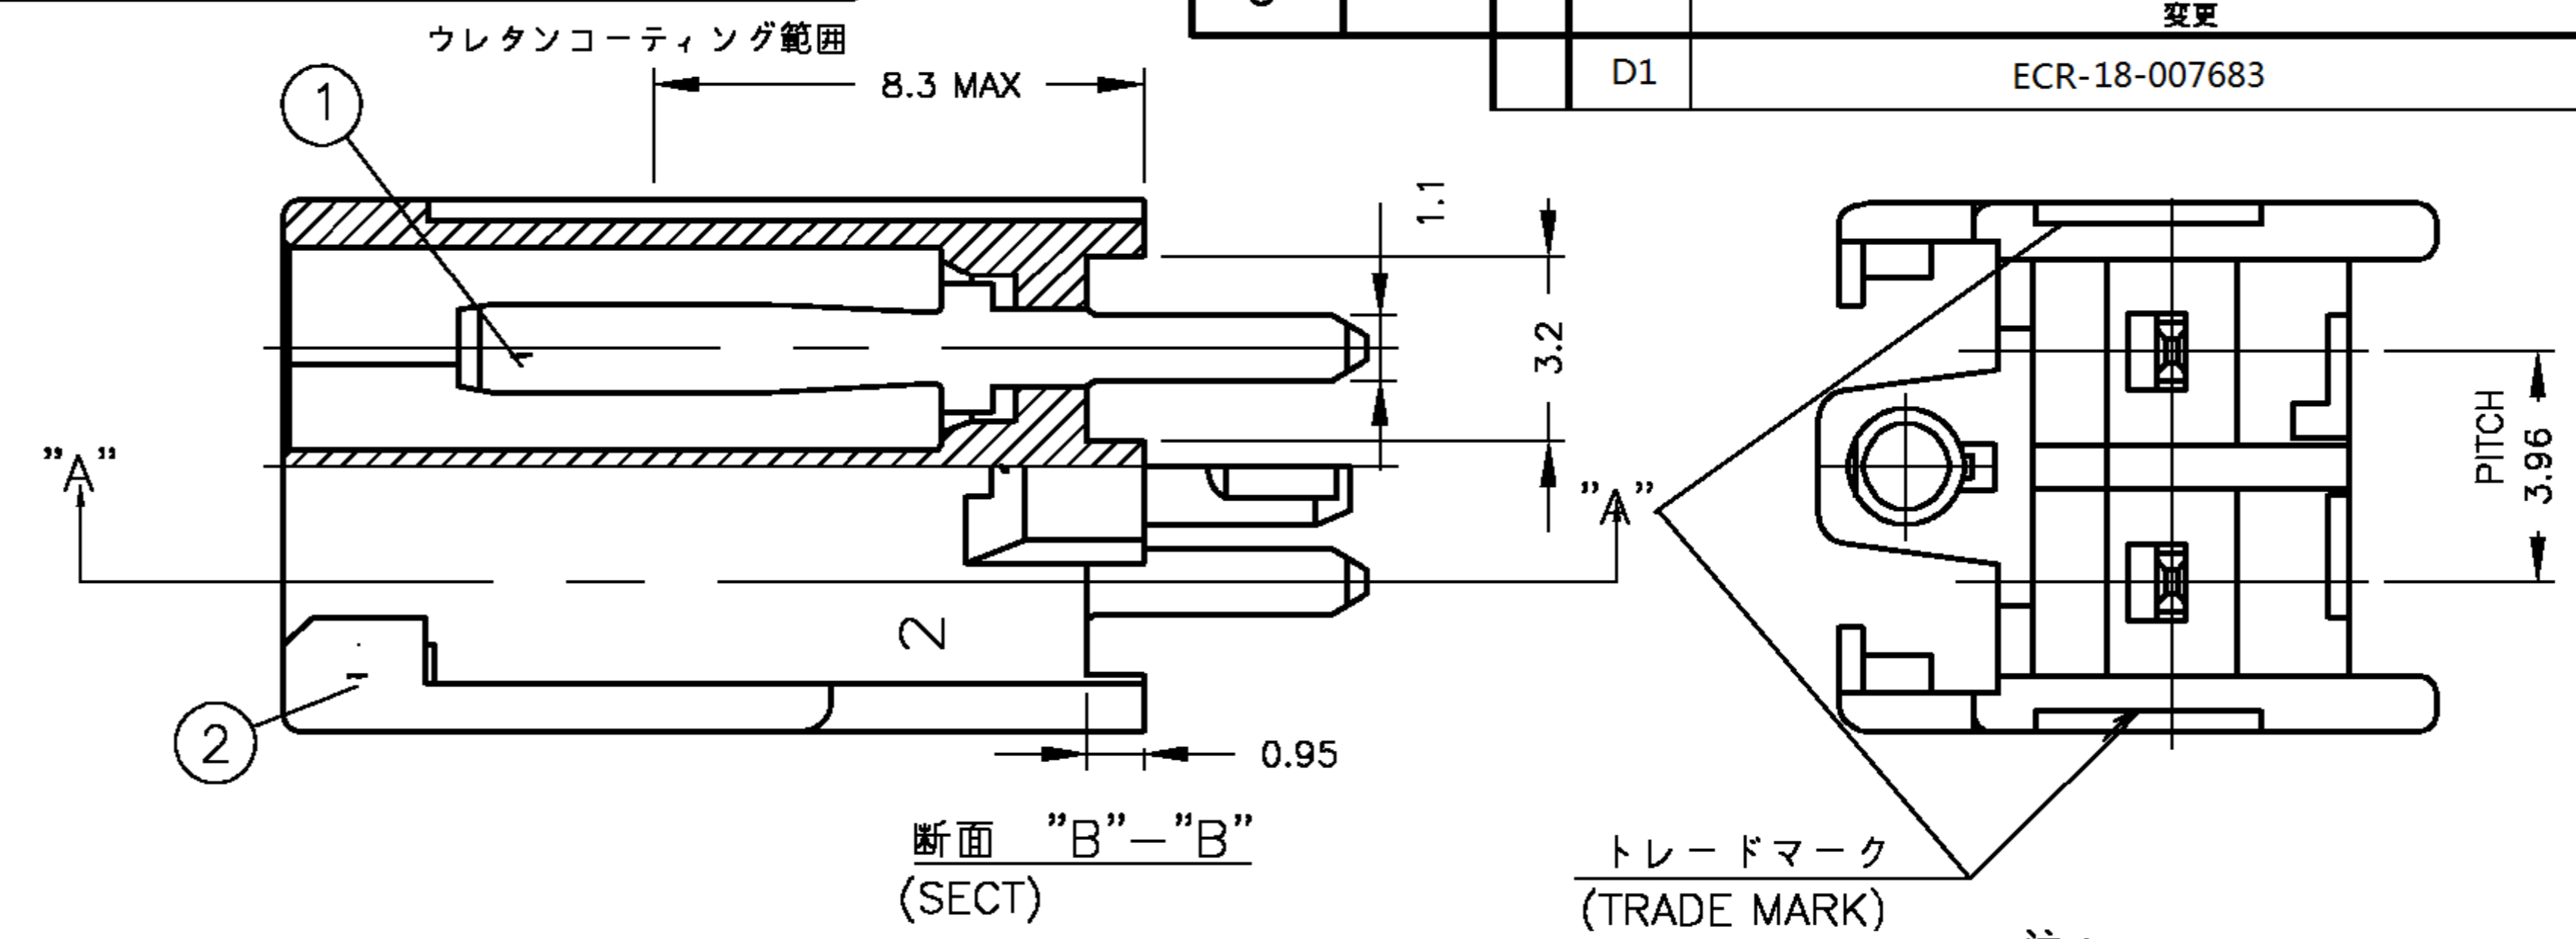 ウレタンコーティング範囲
変更
D1 ECR-18-007683
1
8.3 MAX
1.1
3.2
"A" "A"
PITCH
3.96
2
2
0.95
断面 "B"-"B"
(SECT)
トレードマーク
(TRADE MARK)